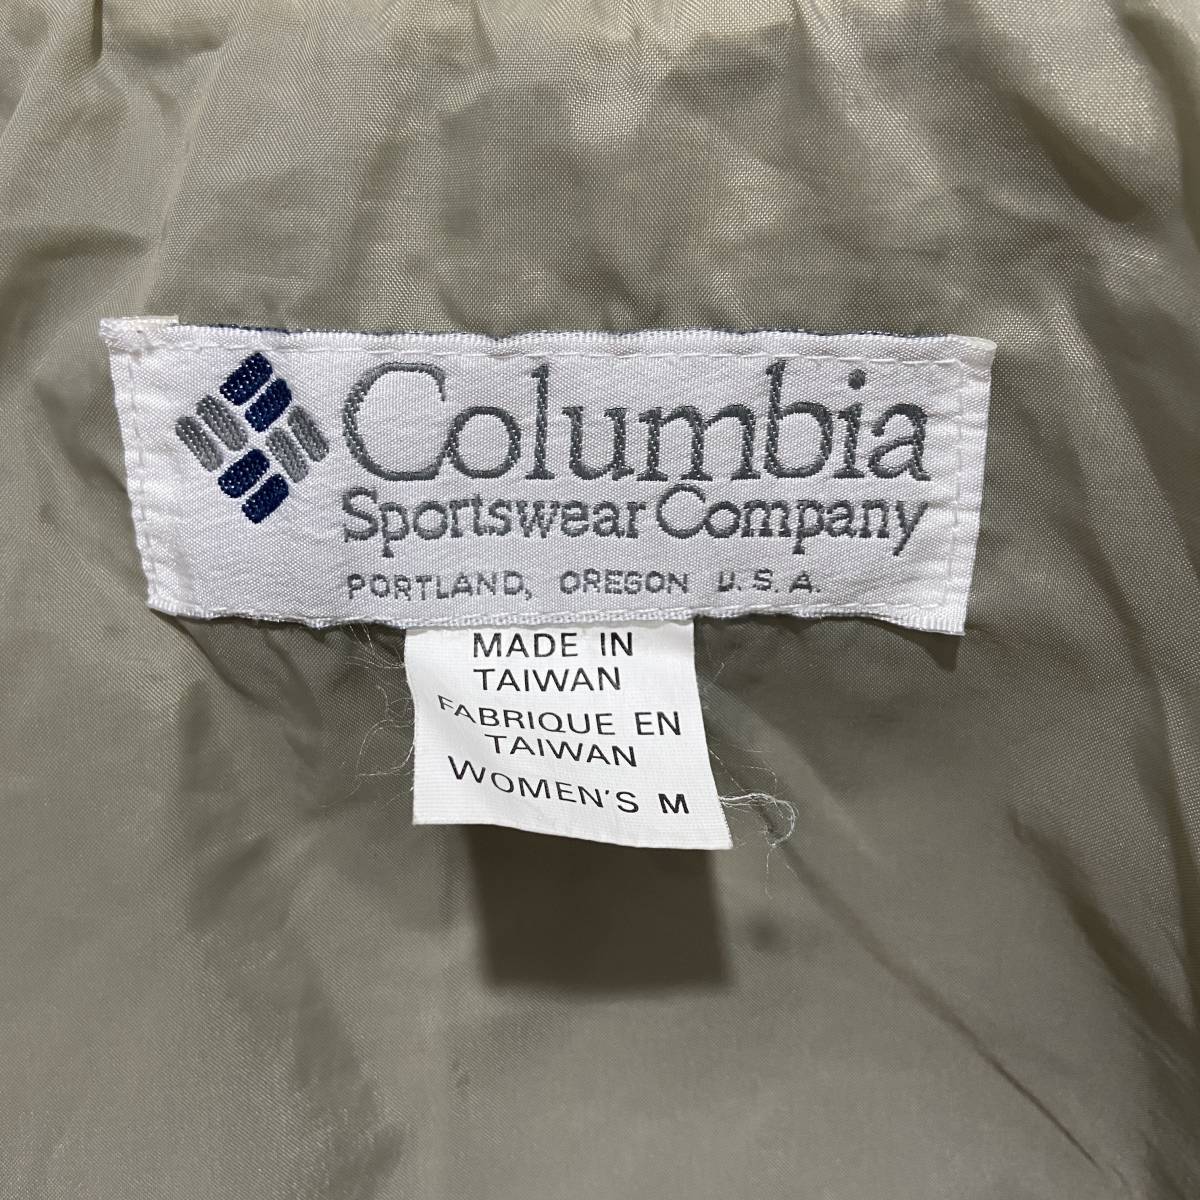 Columbia
Sportswear Company
PORTLAND, OREGON U.S.A.
MADE IN
TAIWAN
FABRIQUE EN
TAIWAN
WOMEN'S M